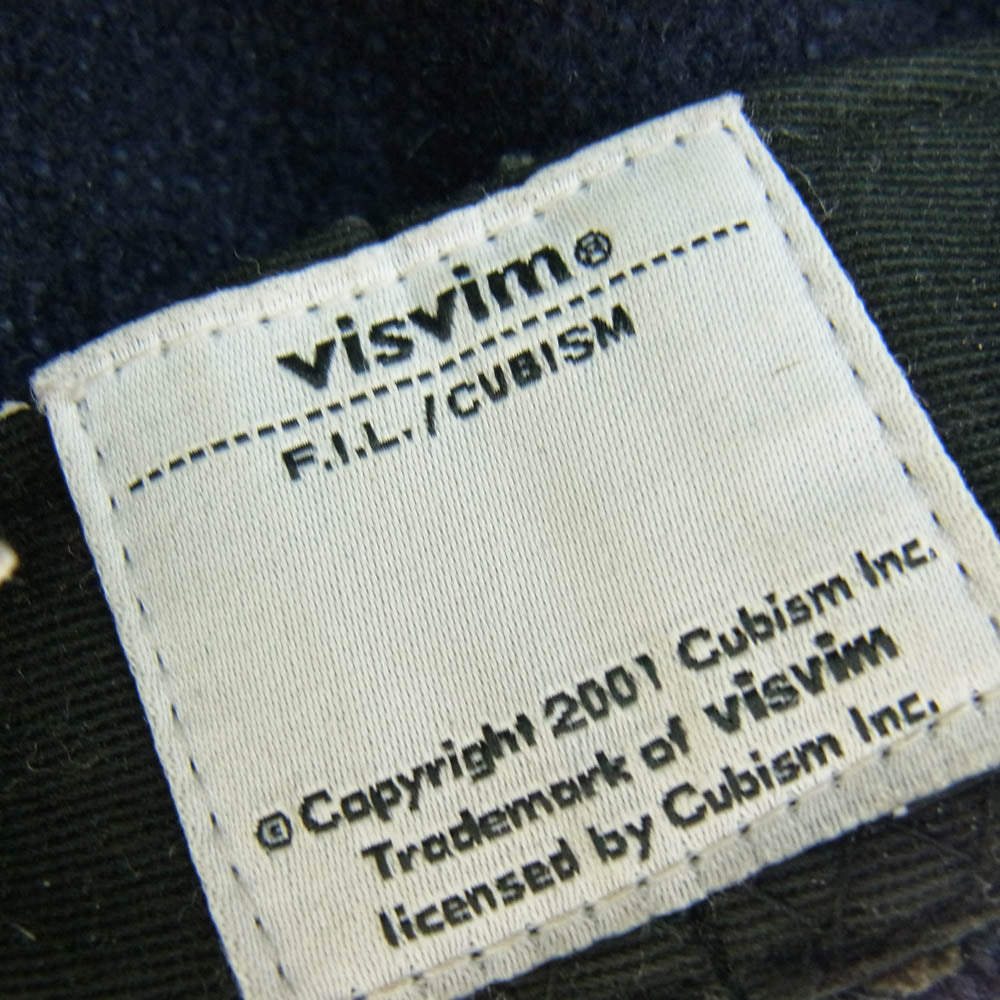 visvim®
F.I.L./CUBISM
© Copyright 2001 Cubism Inc.
Trademark of visvim
licensed by Cubism Inc.